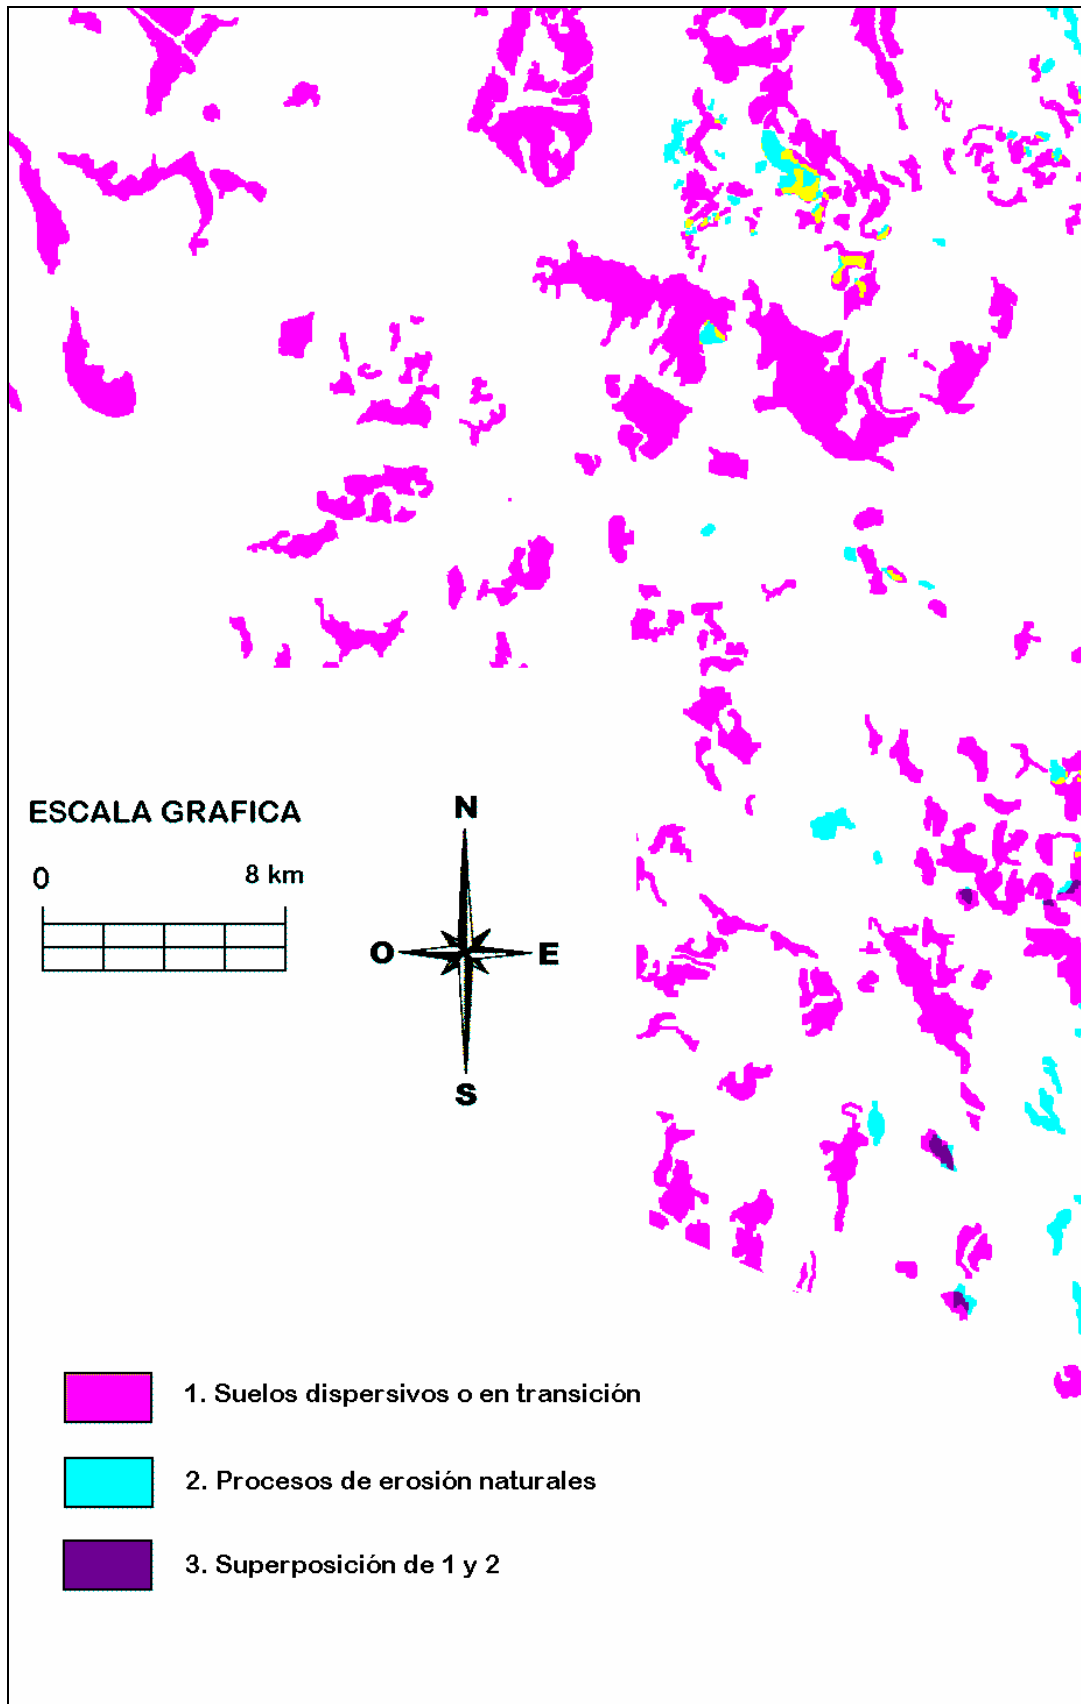 N
ESCALA GRAFICA
0 8 km
O E
S
1. Suelos dispersivos o en transición
2. Procesos de erosión naturales
3. Superposición de 1 y 2